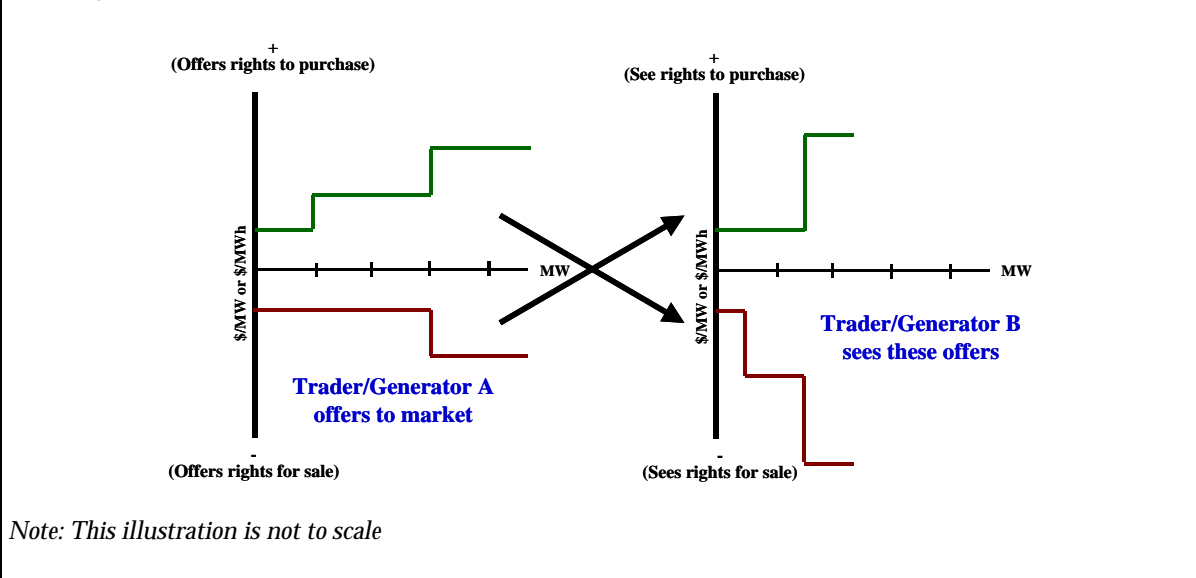 +
(Offers rights to purchase)
$/MW or $/MWh
MW
Trader/Generator A
offers to market
-
(Offers rights for sale)
+
(See rights to purchase)
$/MW or $/MWh
MW
Trader/Generator B
sees these offers
-
(Sees rights for sale)
Note: This illustration is not to scale